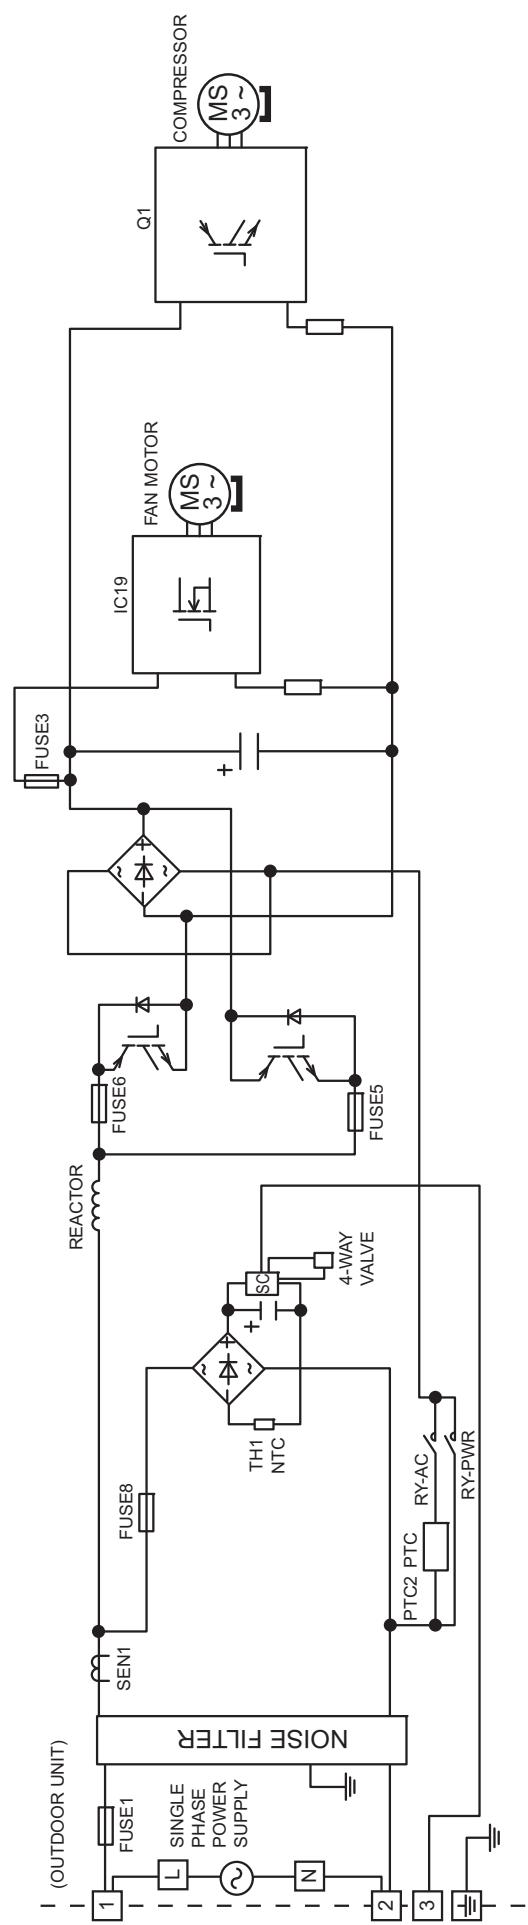 (OUTDOOR UNIT)
1
2
3
FUSE1
L
N
SINGLE
PHASE
POWER
SUPPLY
NOISE FILTER
SEN1
FUSE8
PTC2 PTC
RY-AC
RY-PWR
TH1
NTC
~
~
+
+
SC
4-WAY
VALVE
REACTOR
FUSE6
FUSE5
~
~
+
FUSE3
+
IC19
FAN MOTOR
MS
3 ~
Q1
COMPRESSOR
MS
3 ~